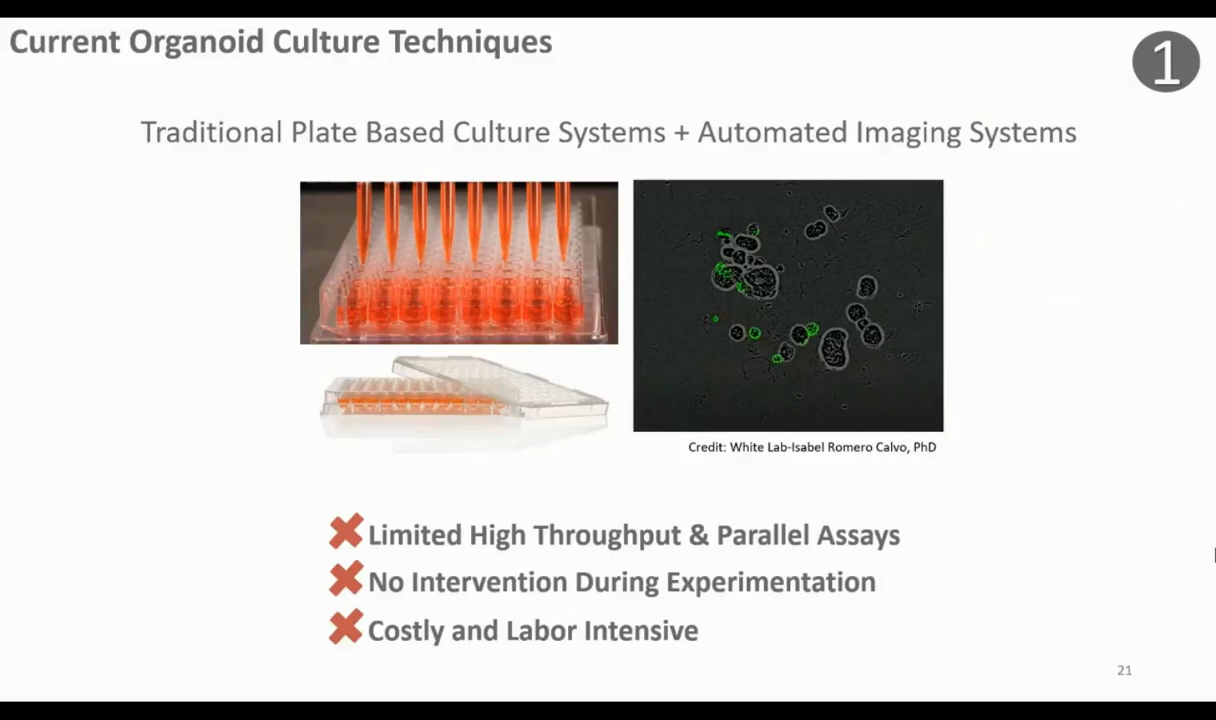 Current Organoid Culture Techniques
1
Traditional Plate Based Culture Systems + Automated Imaging Systems
Credit: White Lab-Isabel Romero Calvo, PhD
Limited High Throughput & Parallel Assays
No Intervention During Experimentation
Costly and Labor Intensive
21